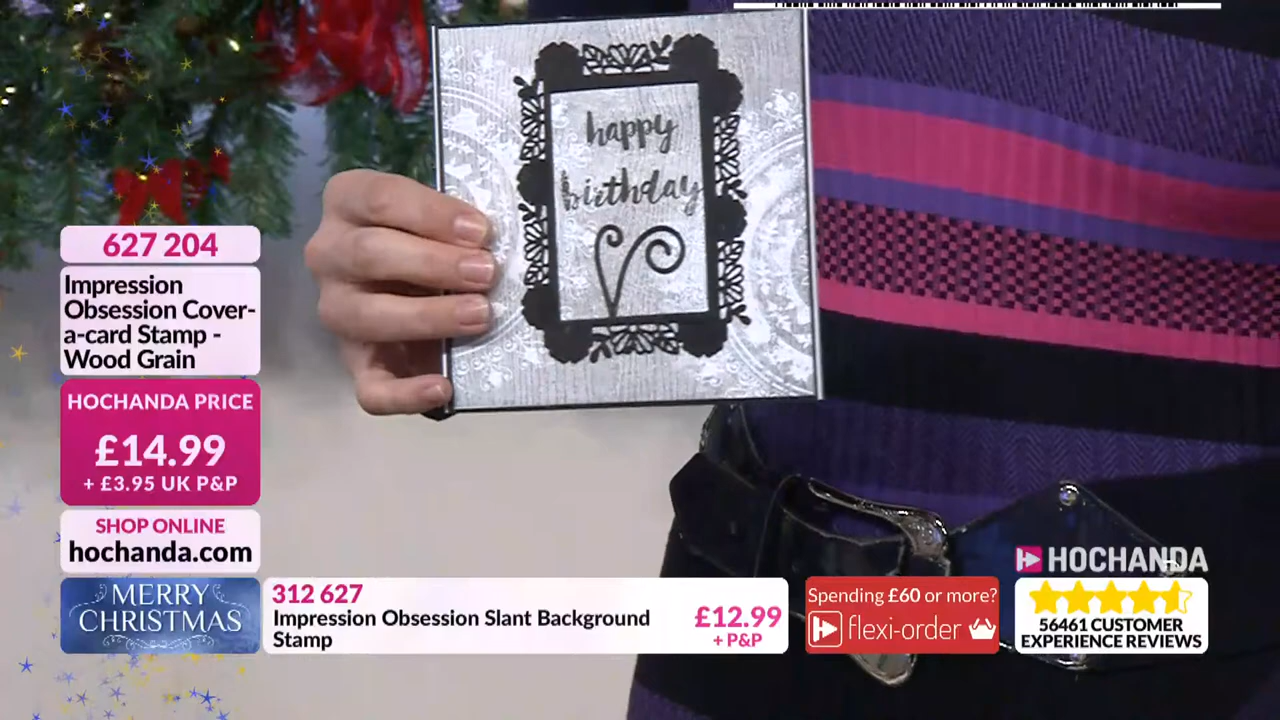 happy
birthday
627 204
Impression
Obsession Cover-
a-card Stamp -
Wood Grain
HOCHANDA PRICE
£14.99
+ £3.95 UK P&P
SHOP ONLINE
hochanda.com
MERRY
CHRISTMAS
312 627
Impression Obsession Slant Background
Stamp
£12.99
+ P&P
Spending £60 or more?
flexi-order
HOCHANDA
56461 CUSTOMER
EXPERIENCE REVIEWS